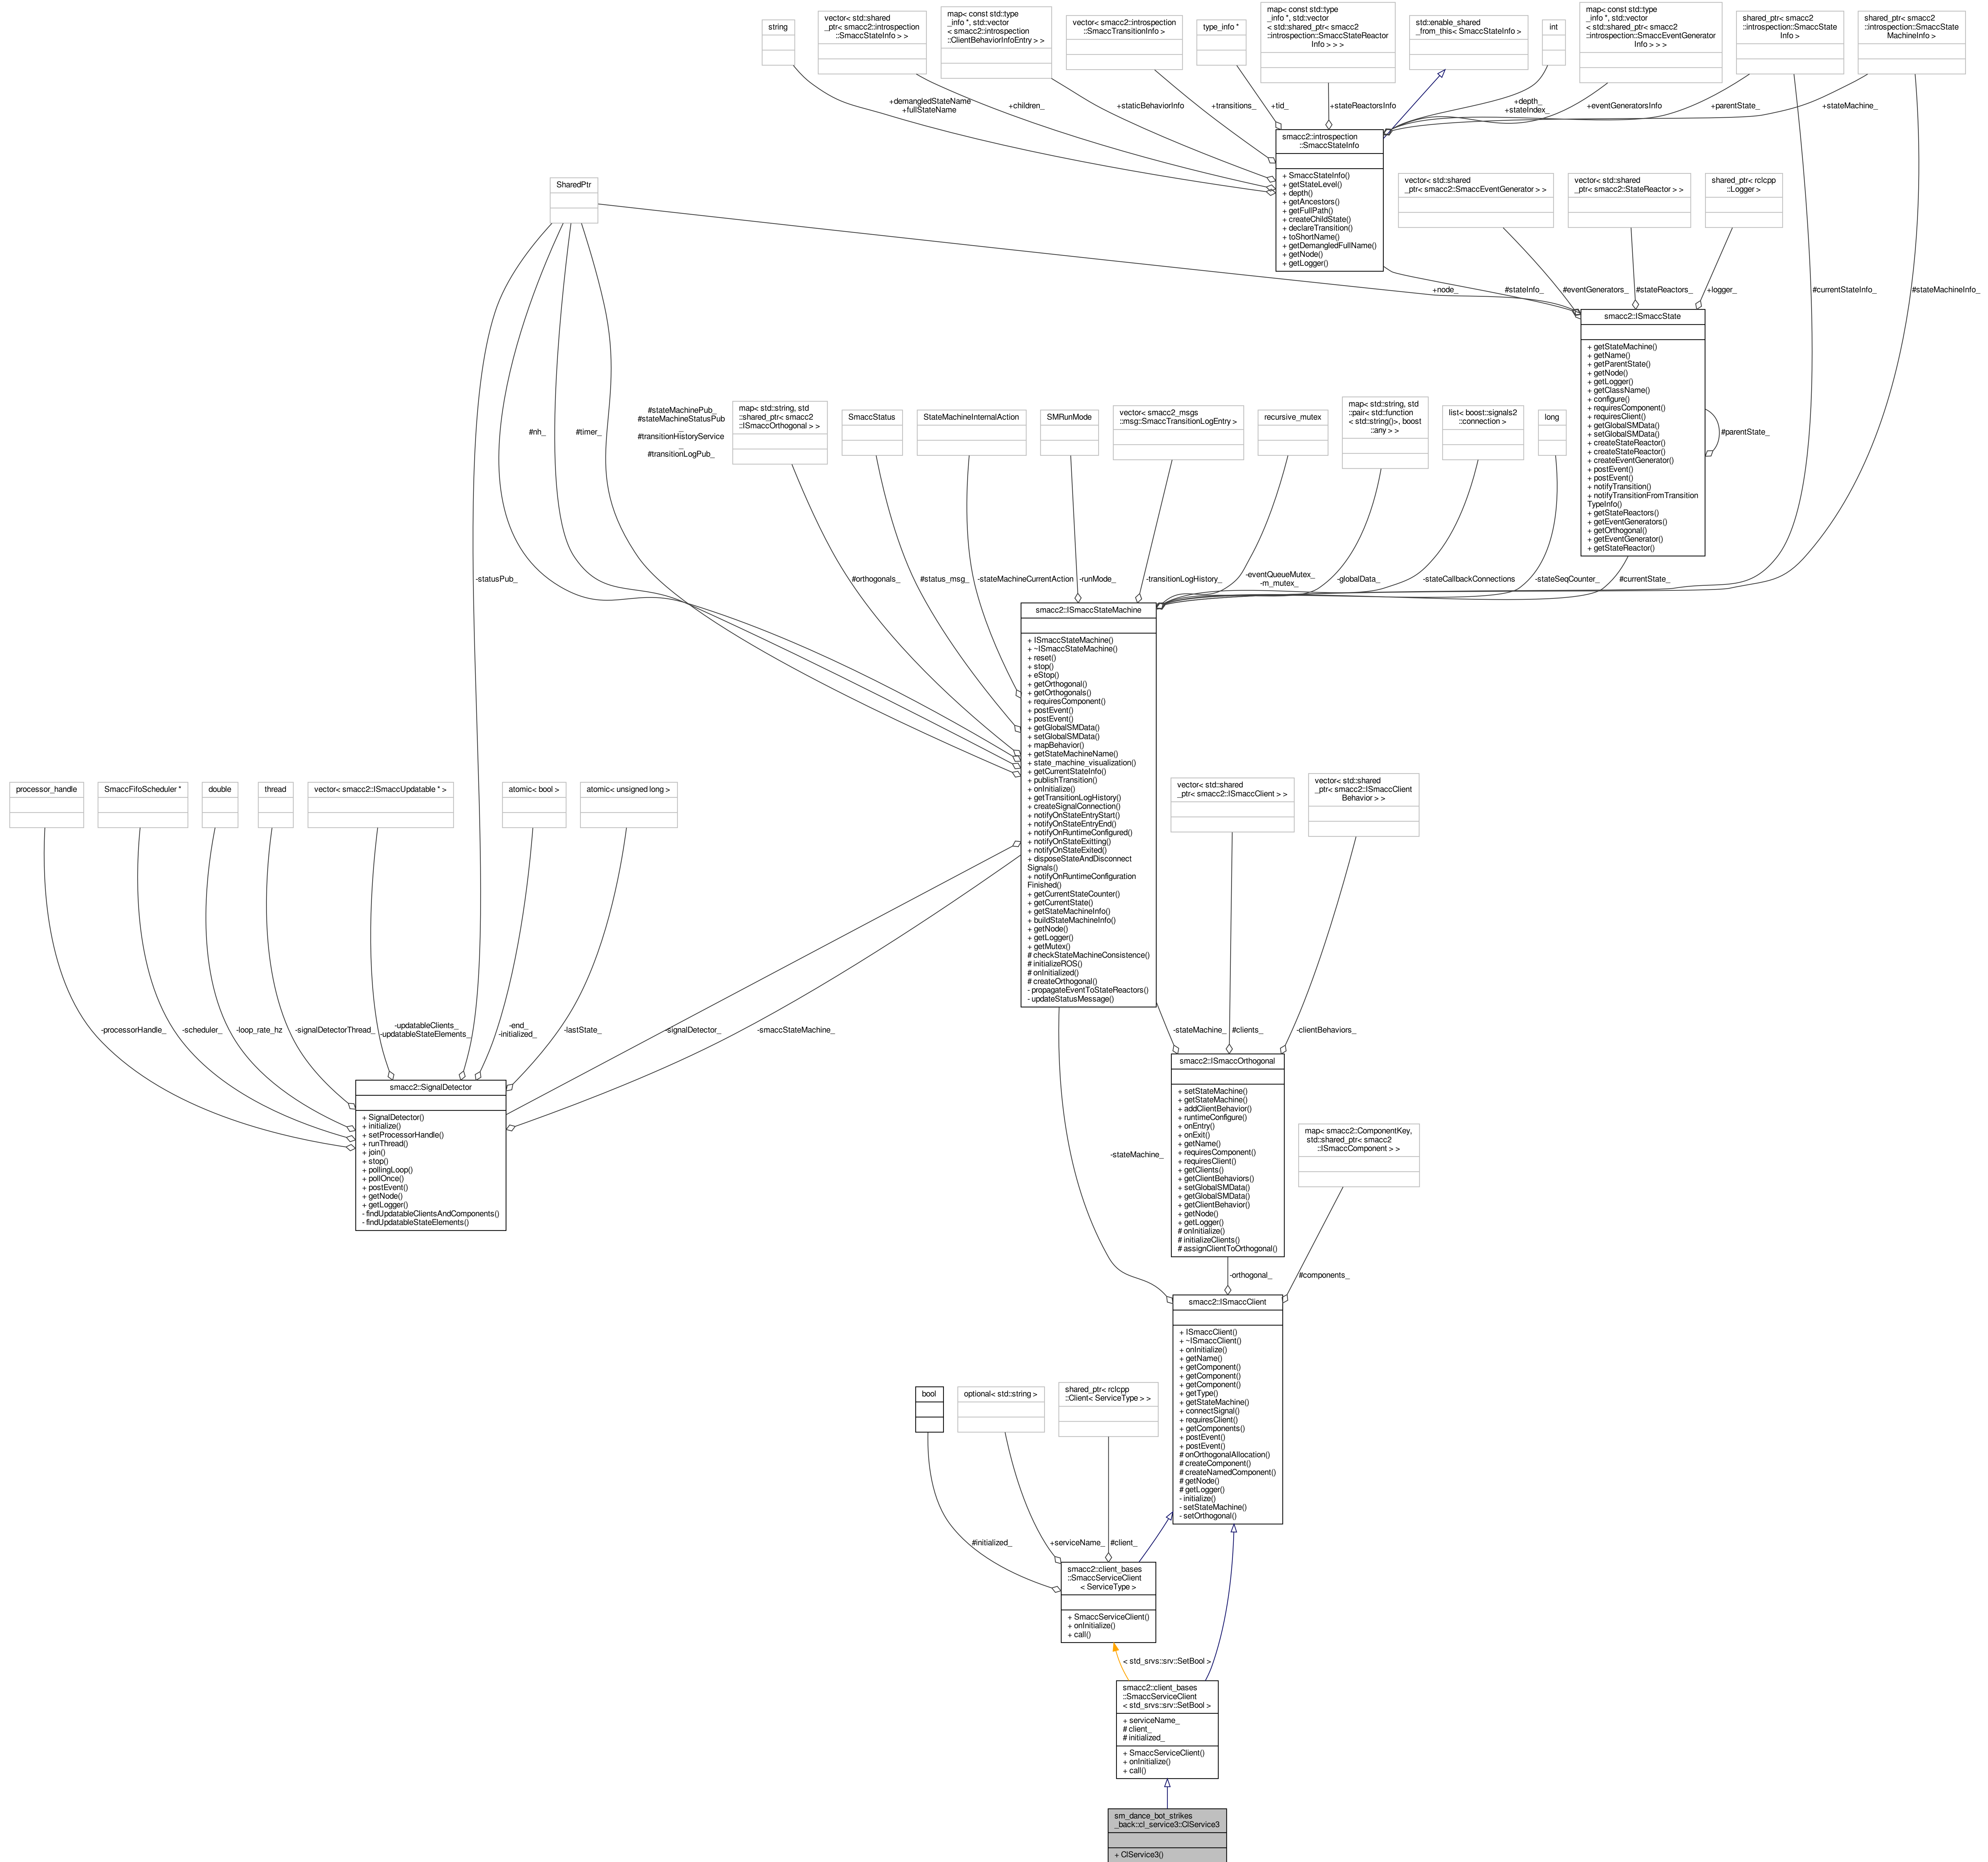 string
vector< std::shared
_ptr< smacc2::introspection
::SmaccStateInfo > >
map< const std::type
_info *, std::vector
< smacc2::introspection
::ClientBehaviorInfoEntry > >
vector< smacc2::introspection
::SmaccTransitionInfo >
type_info *
map< const std::type
_info *, std::vector
< std::shared_ptr< smacc2
::introspection::SmaccStateReactor
Info > > >
std::enable_shared
_from_this< SmaccStateInfo >
int
map< const std::type
_info *, std::vector
< std::shared_ptr< smacc2
::introspection::SmaccEventGenerator
Info > > >
shared_ptr< smacc2
::introspection::SmaccState
Info >
shared_ptr< smacc2
::introspection::SmaccState
MachineInfo >
+demangledStateName
+fullStateName
+children_
+staticBehaviorInfo
+transitions_
+tid_
+stateReactorsInfo
+depth_
+stateIndex_
+eventGeneratorsInfo
+parentState_
+stateMachine_
smacc2::introspection
::SmaccStateInfo
+ SmaccStateInfo()
+ getStateLevel()
+ depth()
+ getAncestors()
+ getFullPath()
+ createChildState()
+ declareTransition()
+ toShortName()
+ getDemangledFullName()
+ getNode()
+ getLogger()
SharedPtr
vector< std::shared
_ptr< smacc2::SmaccEventGenerator > >
vector< std::shared
_ptr< smacc2::StateReactor > >
shared_ptr< rclcpp
::Logger >
+node_
#stateInfo_
#eventGenerators_
#stateReactors_
+logger_
#currentStateInfo_
#stateMachineInfo_
smacc2::ISmaccState
+ getStateMachine()
+ getName()
+ getParentState()
+ getNode()
+ getLogger()
+ getClassName()
+ configure()
+ requiresComponent()
+ requiresClient()
+ getGlobalSMData()
+ setGlobalSMData()
+ createStateReactor()
+ createStateReactor()
+ createEventGenerator()
+ postEvent()
+ postEvent()
+ notifyTransition()
+ notifyTransitionFromTransition
TypeInfo()
+ getStateReactors()
+ getEventGenerators()
+ getOrthogonal()
+ getEventGenerator()
+ getStateReactor()
#parentState_
#nh_
#timer_
#stateMachinePub_
#stateMachineStatusPub
_
#transitionHistoryService
_
#transitionLogPub_
map< std::string, std
::shared_ptr< smacc2
::ISmaccOrthogonal > >
SmaccStatus
StateMachineInternalAction
SMRunMode
vector< smacc2_msgs
::msg::SmaccTransitionLogEntry >
recursive_mutex
map< std::string, std
::pair< std::function
< std::string()>, boost
::any > >
list< boost::signals2
::connection >
long
-statusPub_
#orthogonals_
#status_msg_
-stateMachineCurrentAction
-runMode_
-transitionLogHistory_
-eventQueueMutex_
-m_mutex_
-globalData_
-stateCallbackConnections
-stateSeqCounter_
#currentState_
smacc2::ISmaccStateMachine
+ ISmaccStateMachine()
+ ~ISmaccStateMachine()
+ reset()
+ stop()
+ eStop()
+ getOrthogonal()
+ getOrthogonals()
+ requiresComponent()
+ postEvent()
+ postEvent()
+ getGlobalSMData()
+ setGlobalSMData()
+ mapBehavior()
+ getStateMachineName()
+ state_machine_visualization()
+ getCurrentStateInfo()
+ publishTransition()
+ onInitialize()
+ getTransitionLogHistory()
+ createSignalConnection()
+ notifyOnStateEntryStart()
+ notifyOnStateEntryEnd()
+ notifyOnRuntimeConfigured()
+ notifyOnStateExitting()
+ notifyOnStateExited()
+ disposeStateAndDisconnect
Signals()
+ notifyOnRuntimeConfiguration
Finished()
+ getCurrentStateCounter()
+ getCurrentState()
+ getStateMachineInfo()
+ buildStateMachineInfo()
+ getNode()
+ getLogger()
+ getMutex()
# checkStateMachineConsistence()
# initializeROS()
# onInitialized()
# createOrthogonal()
- propagateEventToStateReactors()
- updateStatusMessage()
processor_handle
SmaccFifoScheduler *
double
thread
vector< smacc2::ISmaccUpdatable * >
atomic< bool >
atomic< unsigned long >
vector< std::shared
_ptr< smacc2::ISmaccClient > >
vector< std::shared
_ptr< smacc2::ISmaccClient
Behavior > >
-processorHandle_
-scheduler_
-loop_rate_hz
-signalDetectorThread_
-updatableClients_
-updatableStateElements_
-end_
-initialized_
-lastState_
-signalDetector_
-smaccStateMachine_
-stateMachine_
#clients_
-clientBehaviors_
smacc2::SignalDetector
+ SignalDetector()
+ initialize()
+ setProcessorHandle()
+ runThread()
+ join()
+ stop()
+ pollingLoop()
+ pollOnce()
+ postEvent()
+ getNode()
+ getLogger()
- findUpdatableClientsAndComponents()
- findUpdatableStateElements()
smacc2::ISmaccOrthogonal
+ setStateMachine()
+ getStateMachine()
+ addClientBehavior()
+ runtimeConfigure()
+ onEntry()
+ onExit()
+ getName()
+ requiresComponent()
+ requiresClient()
+ getClients()
+ getClientBehaviors()
+ setGlobalSMData()
+ getGlobalSMData()
+ getClientBehavior()
+ getNode()
+ getLogger()
# onInitialize()
# initializeClients()
# assignClientToOrthogonal()
map< smacc2::ComponentKey,
std::shared_ptr< smacc2
::ISmaccComponent > >
-stateMachine_
-orthogonal_
#components_
smacc2::ISmaccClient
+ ISmaccClient()
+ ~ISmaccClient()
+ onInitialize()
+ getName()
+ getComponent()
+ getComponent()
+ getComponent()
+ getType()
+ getStateMachine()
+ connectSignal()
+ requiresClient()
+ getComponents()
+ postEvent()
+ postEvent()
# onOrthogonalAllocation()
# createComponent()
# createNamedComponent()
# getNode()
# getLogger()
- initialize()
- setStateMachine()
- setOrthogonal()
bool
optional< std::string >
shared_ptr< rclcpp
::Client< ServiceType > >
#initialized_
+serviceName_
#client_
smacc2::client_bases
::SmaccServiceClient
< ServiceType >
+ SmaccServiceClient()
+ onInitialize()
+ call()
< std_srvs::srv::SetBool >
smacc2::client_bases
::SmaccServiceClient
< std_srvs::srv::SetBool >
+ serviceName_
# client_
# initialized_
+ SmaccServiceClient()
+ onInitialize()
+ call()
sm_dance_bot_strikes
_back::cl_service3::ClService3
+ ClService3()